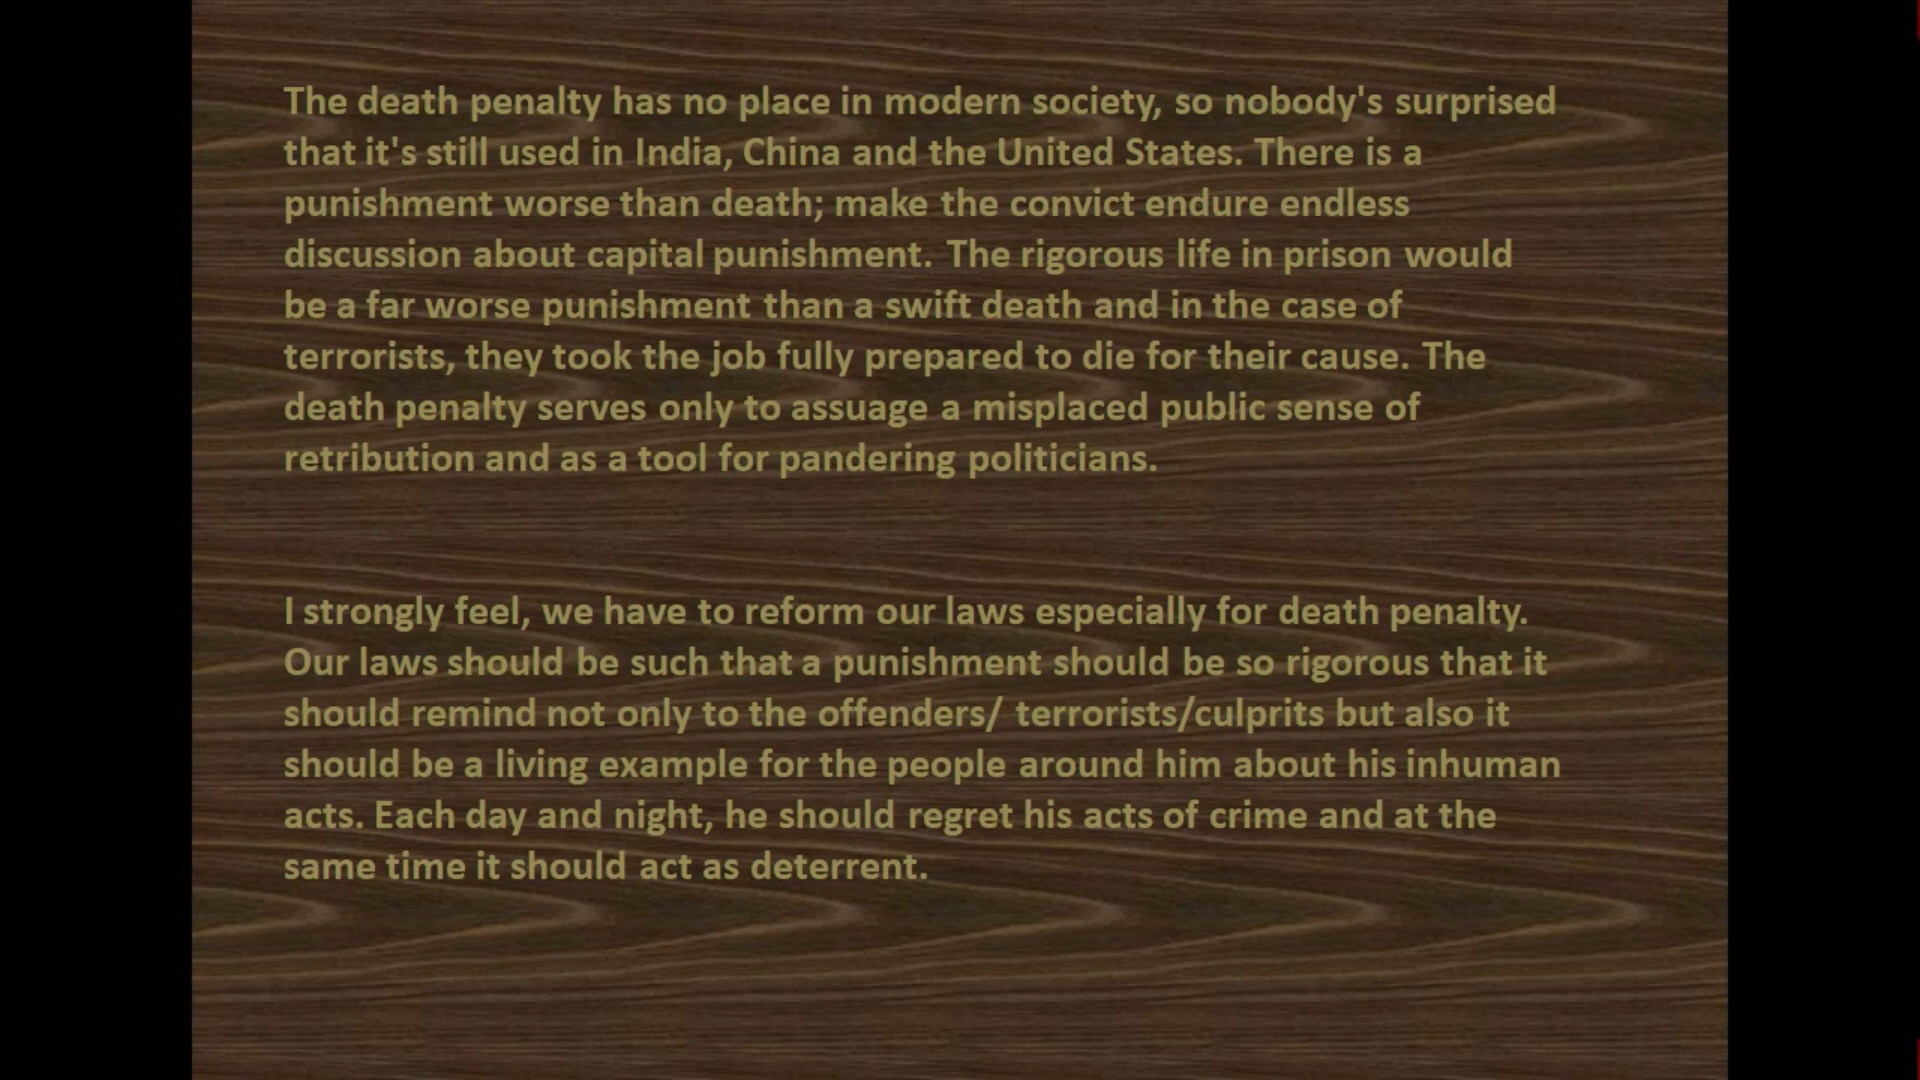 The death penalty has no place in modern society, so nobody's surprised
that it's still used in India, China and the United States. There is a
punishment worse than death; make the convict endure endless
discussion about capital punishment. The rigorous life in prison would
be a far worse punishment than a swift death and in the case of
terrorists, they took the job fully prepared to die for their cause. The
death penalty serves only to assuage a misplaced public sense of
retribution and as a tool for pandering politicians.
I strongly feel, we have to reform our laws especially for death penalty.
Our laws should be such that a punishment should be so rigorous that it
should remind not only to the offenders/ terrorists/culprits but also it
should be a living example for the people around him about his inhuman
acts. Each day and night, he should regret his acts of crime and at the
same time it should act as deterrent.